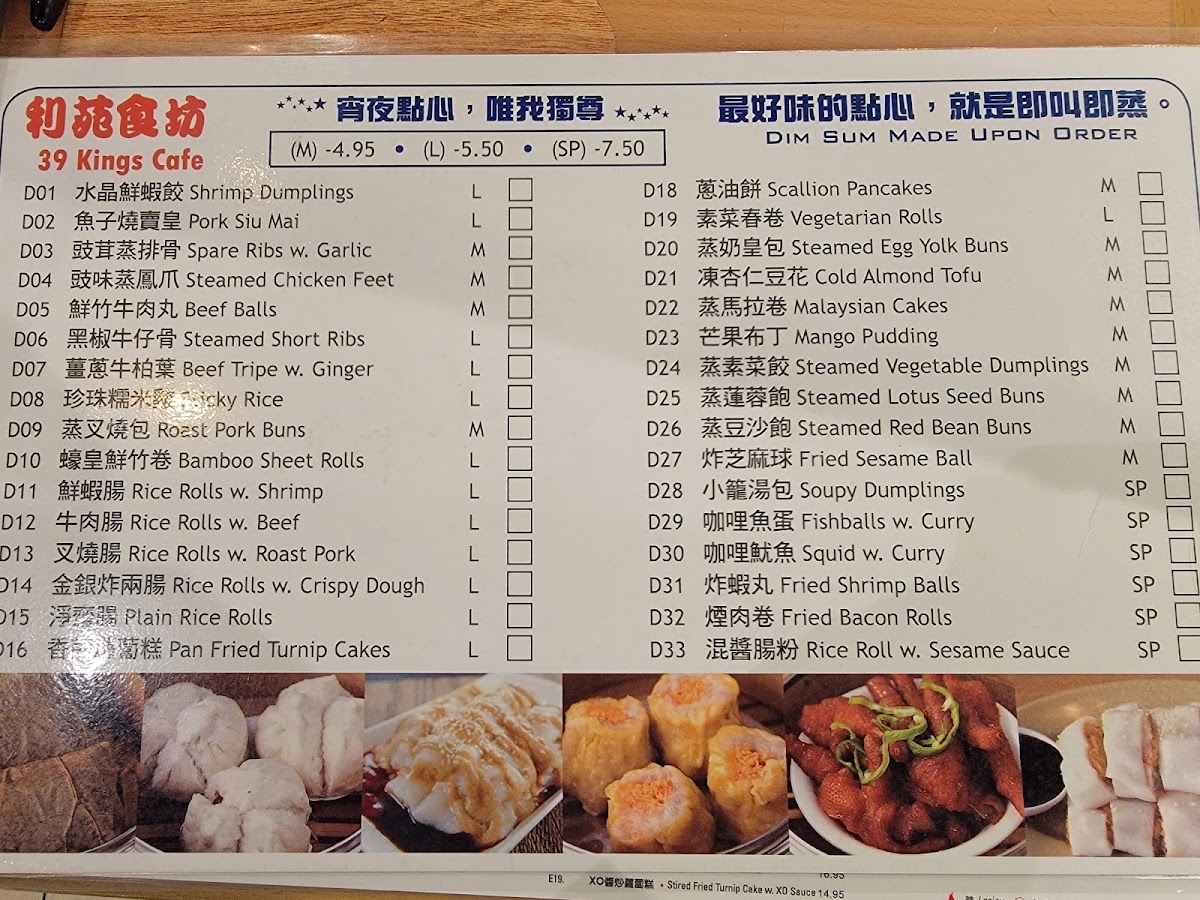 利苑食坊
39 Kings Cafe
宵夜點心，唯我獨尊
(M) -4.95 • (L) -5.50 • (SP) -7.50
最好味的點心，就是即叫即蒸。
Dim Sum Made Upon Order
D01 水晶鮮蝦餃 Shrimp Dumplings L
D02 魚子燒賣皇 Pork Siu Mai L
D03 豉茸蒸排骨 Spare Ribs w. Garlic M
D04 豉味蒸鳳爪 Steamed Chicken Feet M
D05 鮮竹牛肉丸 Beef Balls M
D06 黑椒牛仔骨 Steamed Short Ribs L
D07 薑蔥牛柏葉 Beef Tripe w. Ginger L
D08 珍珠糯米雞 Sticky Rice L
D09 蒸叉燒包 Roast Pork Buns M
D10 蠔皇鮮竹卷 Bamboo Sheet Rolls L
D11 鮮蝦腸 Rice Rolls w. Shrimp L
D12 牛肉腸 Rice Rolls w. Beef L
D13 叉燒腸 Rice Rolls w. Roast Pork L
D14 金銀炸兩腸 Rice Rolls w. Crispy Dough L
D15 淨齋腸 Plain Rice Rolls L
D16 香 蔔糕 Pan Fried Turnip Cakes L
D18 蔥油餅 Scallion Pancakes M
D19 素菜春卷 Vegetarian Rolls L
D20 蒸奶皇包 Steamed Egg Yolk Buns M
D21 凍杏仁豆花 Cold Almond Tofu M
D22 蒸馬拉卷 Malaysian Cakes M
D23 芒果布丁 Mango Pudding M
D24 蒸素菜餃 Steamed Vegetable Dumplings M
D25 蒸蓮蓉飽 Steamed Lotus Seed Buns M
D26 蒸豆沙飽 Steamed Red Bean Buns M
D27 炸芝麻球 Fried Sesame Ball M
D28 小籠湯包 Soupy Dumplings SP
D29 咖哩魚蛋 Fishballs w. Curry SP
D30 咖哩魷魚 Squid w. Curry SP
D31 炸蝦丸 Fried Shrimp Balls SP
D32 煙肉卷 Fried Bacon Rolls SP
D33 混醬腸粉 Rice Roll w. Sesame Sauce SP
16.95
E19. XO醬炒蘿蔔糕 • Stired Fried Turnip Cake w. XO Sauce 14.95